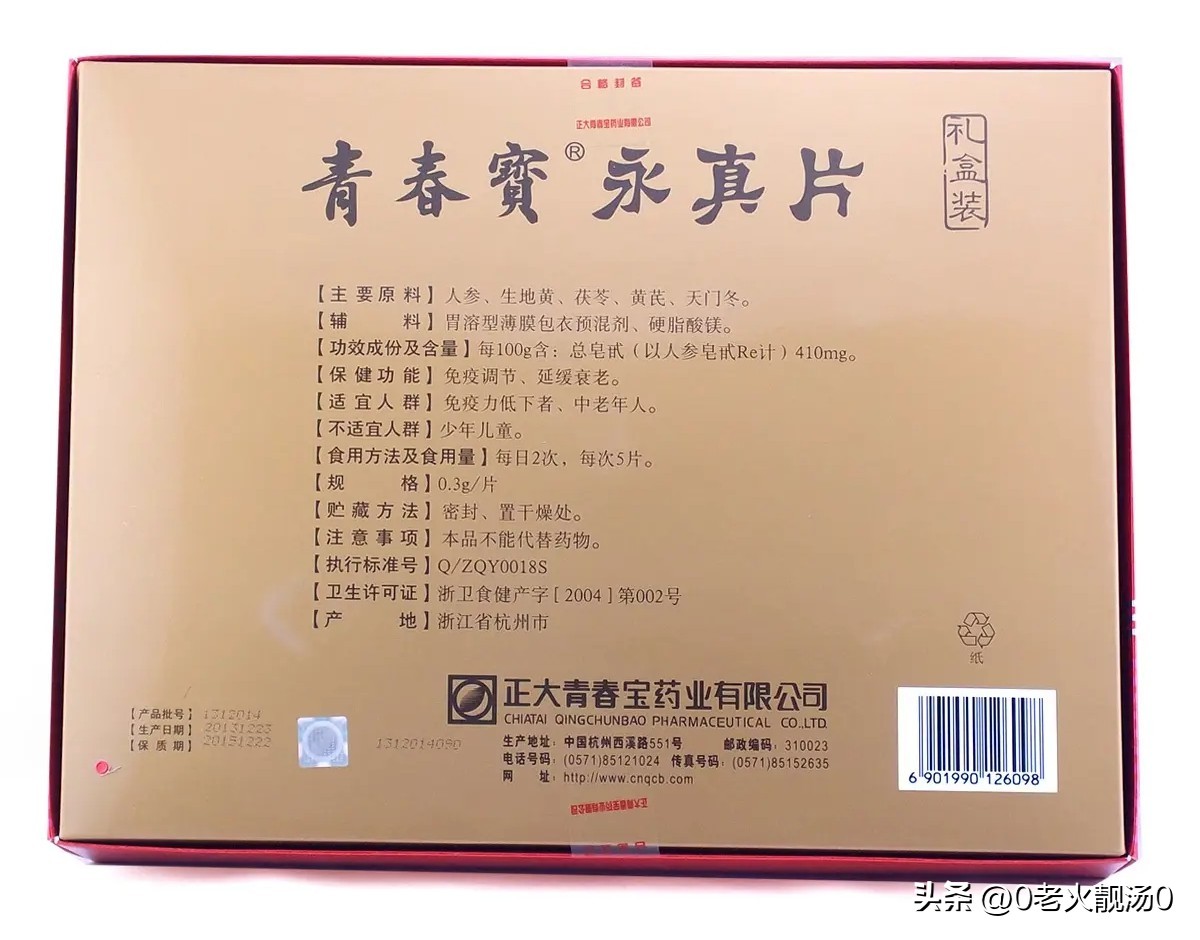 合格封签
正大青春宝药业有限公司
青春寶®永真片
礼盒装
【主要原料】人参、生地黄、茯苓、黄芪、天门冬。
【辅料】胃溶型薄膜包衣预混剂、硬脂酸镁。
【功效成份及含量】每100g含：总皂甙（以人参皂甙Re计）410mg。
【保健功能】免疫调节、延缓衰老。
【适宜人群】免疫力低下者、中老年人。
【不适宜人群】少年儿童。
【食用方法及食用量】每日2次，每次5片。
【规格】0.3g/片
【贮藏方法】密封、置干燥处。
【注意事项】本品不能代替药物。
【执行标准号】Q/ZQY0018S
【卫生许可证】浙卫食健产字[2004]第002号
【产地】浙江省杭州市
纸
正大青春宝药业有限公司
CHIATAI QINGCHUNBAO PHARMACEUTICAL CO.,LTD.
【产品批号】1312014
【生产日期】20131223
【保质期】20151222
1312014090
生产地址：中国杭州西溪路551号 邮政编码：310023
电话号码：(0571)85121024 传真号码：(0571)85152635
网址：http://www.cnqcb.com
6 901990 126098
正大青春宝药业有限公司
头条 @0老火靓汤0